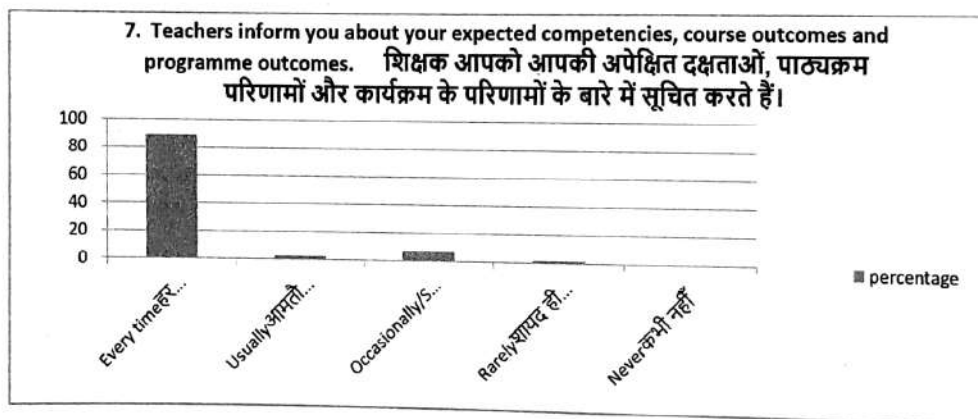 7. Teachers inform you about your expected competencies, course outcomes and
programme outcomes. शिक्षक आपको आपकी अपेक्षित दक्षताओं, पाठ्यक्रम
परिणामों और कार्यक्रम के परिणामों के बारे में सूचित करते हैं।
100
80
60
40
20
0
Every timeहर...
Usuallyआमतौ...
Occasionally/S...
Rarelyशायद ही...
Neverकभी नहीं
percentage